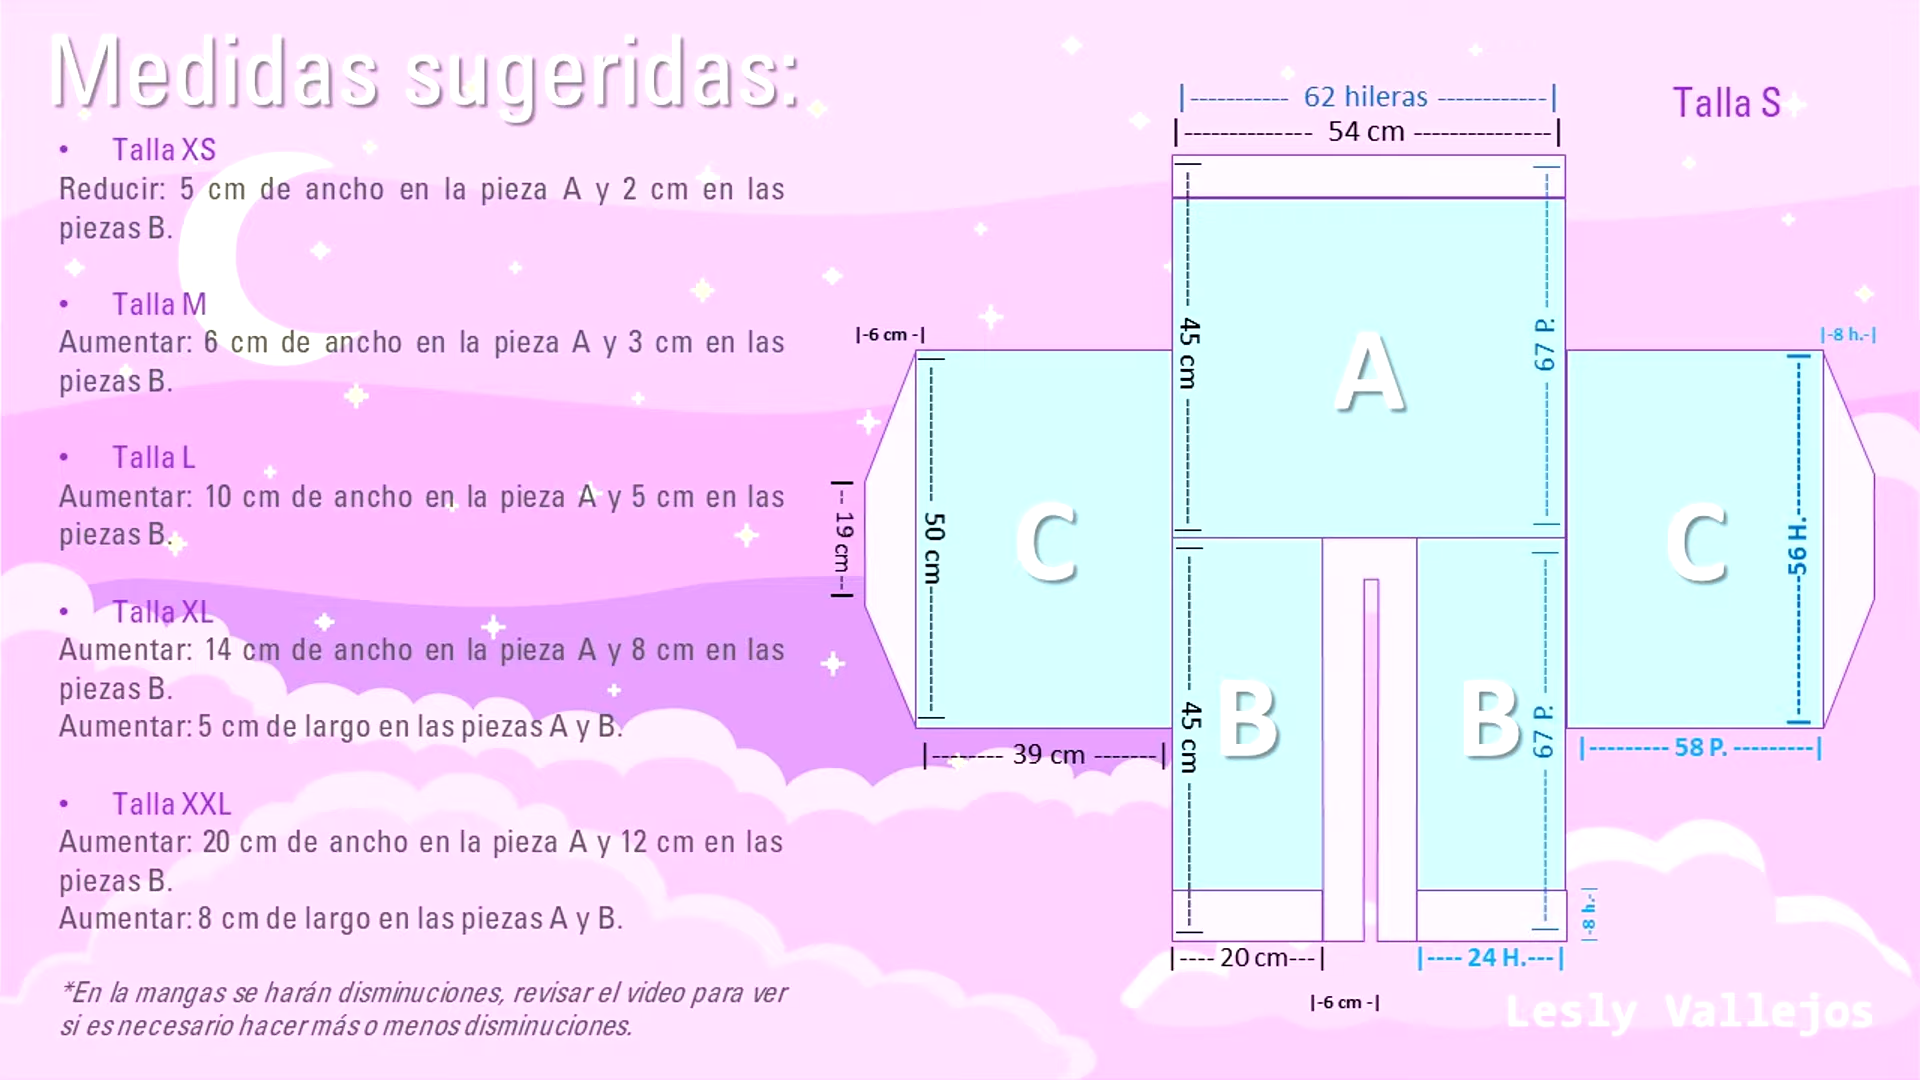 Medidas sugeridas:
• Talla XS
Reducir: 5 cm de ancho en la pieza A y 2 cm en las
piezas B.
• Talla M
Aumentar: 6 cm de ancho en la pieza A y 3 cm en las
piezas B.
• Talla L
Aumentar: 10 cm de ancho en la pieza A y 5 cm en las
piezas B.
• Talla XL
Aumentar: 14 cm de ancho en la pieza A y 8 cm en las
piezas B.
Aumentar: 5 cm de largo en las piezas A y B.
• Talla XXL
Aumentar: 20 cm de ancho en la pieza A y 12 cm en las
piezas B.
Aumentar: 8 cm de largo en las piezas A y B.
*En la mangas se harán disminuciones, revisar el video para ver
si es necesario hacer más o menos disminuciones.
Talla S
62 hileras
54 cm
45 cm
67 P.
A
6 cm
8 h.
19 cm
50 cm
C
C
56 H.
39 cm
58 P.
45 cm
B
B
67 P.
8 h.
20 cm
24 H.
6 cm
Lesly Vallejos